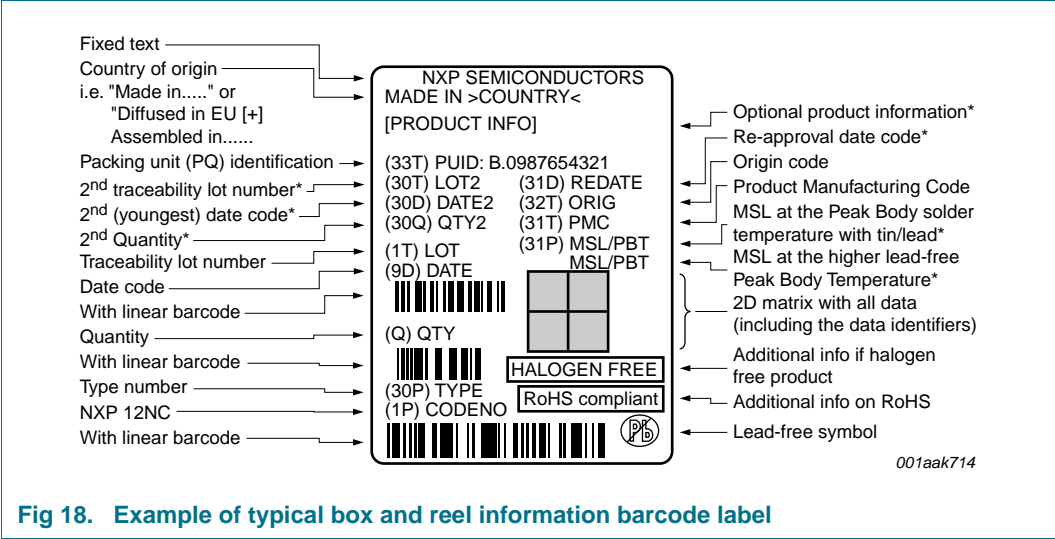 Fixed text
Country of origin
i.e. "Made in....." or
"Diffused in EU [+]
Assembled in......
Packing unit (PQ) identification
2nd traceability lot number*
2nd (youngest) date code*
2nd Quantity*
Traceability lot number
Date code
With linear barcode
Quantity
With linear barcode
Type number
NXP 12NC
With linear barcode
NXP SEMICONDUCTORS
MADE IN >COUNTRY<
[PRODUCT INFO]
(33T) PUID: B.0987654321
(30T) LOT2 (31D) REDATE
(30D) DATE2 (32T) ORIG
(30Q) QTY2 (31T) PMC
(31P) MSL/PBT
(1T) LOT MSL/PBT
(9D) DATE
(Q) QTY
HALOGEN FREE
(30P) TYPE RoHS compliant
(1P) CODENO
Pb
Optional product information*
Re-approval date code*
Origin code
Product Manufacturing Code
MSL at the Peak Body solder
temperature with tin/lead*
MSL at the higher lead-free
Peak Body Temperature*
2D matrix with all data
(including the data identifiers)
Additional info if halogen
free product
Additional info on RoHS
Lead-free symbol
001aak714
Fig 18. Example of typical box and reel information barcode label